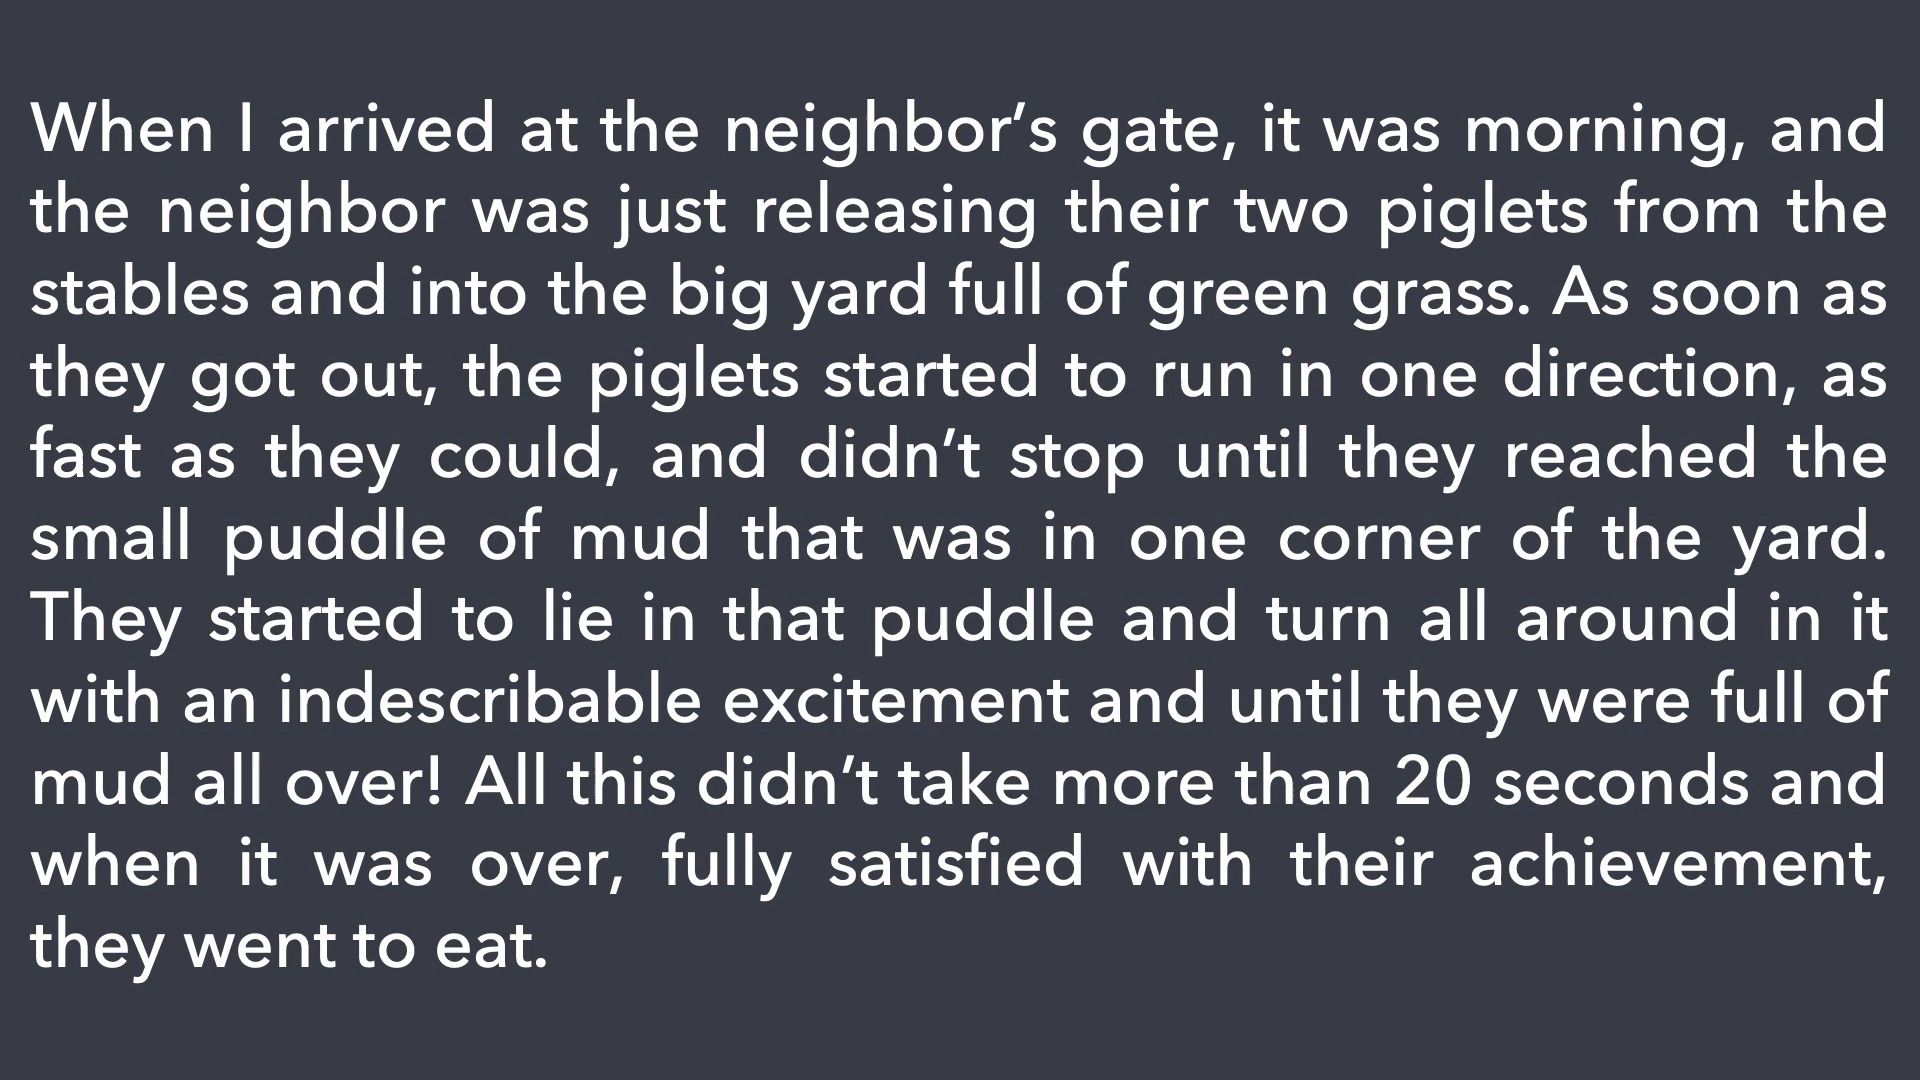 When I arrived at the neighbor’s gate, it was morning, and
the neighbor was just releasing their two piglets from the
stables and into the big yard full of green grass. As soon as
they got out, the piglets started to run in one direction, as
fast as they could, and didn’t stop until they reached the
small puddle of mud that was in one corner of the yard.
They started to lie in that puddle and turn all around in it
with an indescribable excitement and until they were full of
mud all over! All this didn’t take more than 20 seconds and
when it was over, fully satisfied with their achievement,
they went to eat.